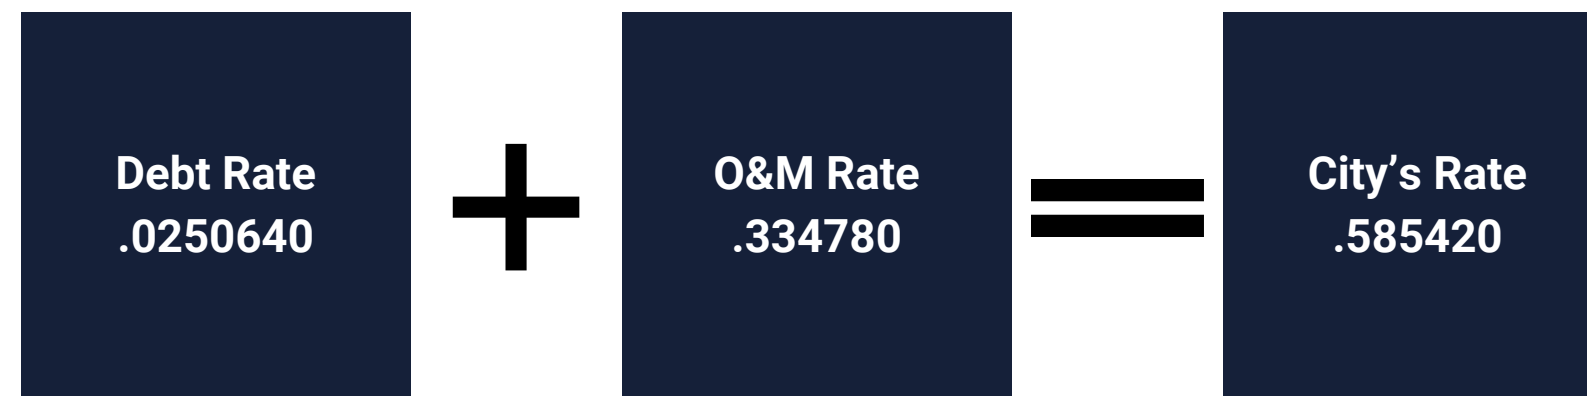 Debt Rate
.0250640
+
O&M Rate
.334780
=
City’s Rate
.585420